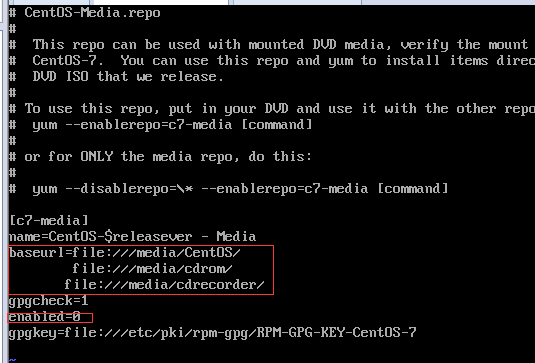 # CentOS-Media.repo
#
#  This repo can be used with mounted DVD media, verify the mount
#  CentOS-7.  You can use this repo and yum to install items direc
#  DVD ISO that we release.
#
# To use this repo, put in your DVD and use it with the other repo
#  yum --enablerepo=c7-media [command]
#
# or for ONLY the media repo, do this:
#
#  yum --disablerepo=\* --enablerepo=c7-media [command]
[c7-media]
name=CentOS-$releasever - Media
baseurl=file:///media/CentOS/
        file:///media/cdrom/
        file:///media/cdrecorder/
gpgcheck=1
enabled=0
gpgkey=file:///etc/pki/rpm-gpg/RPM-GPG-KEY-CentOS-7
~